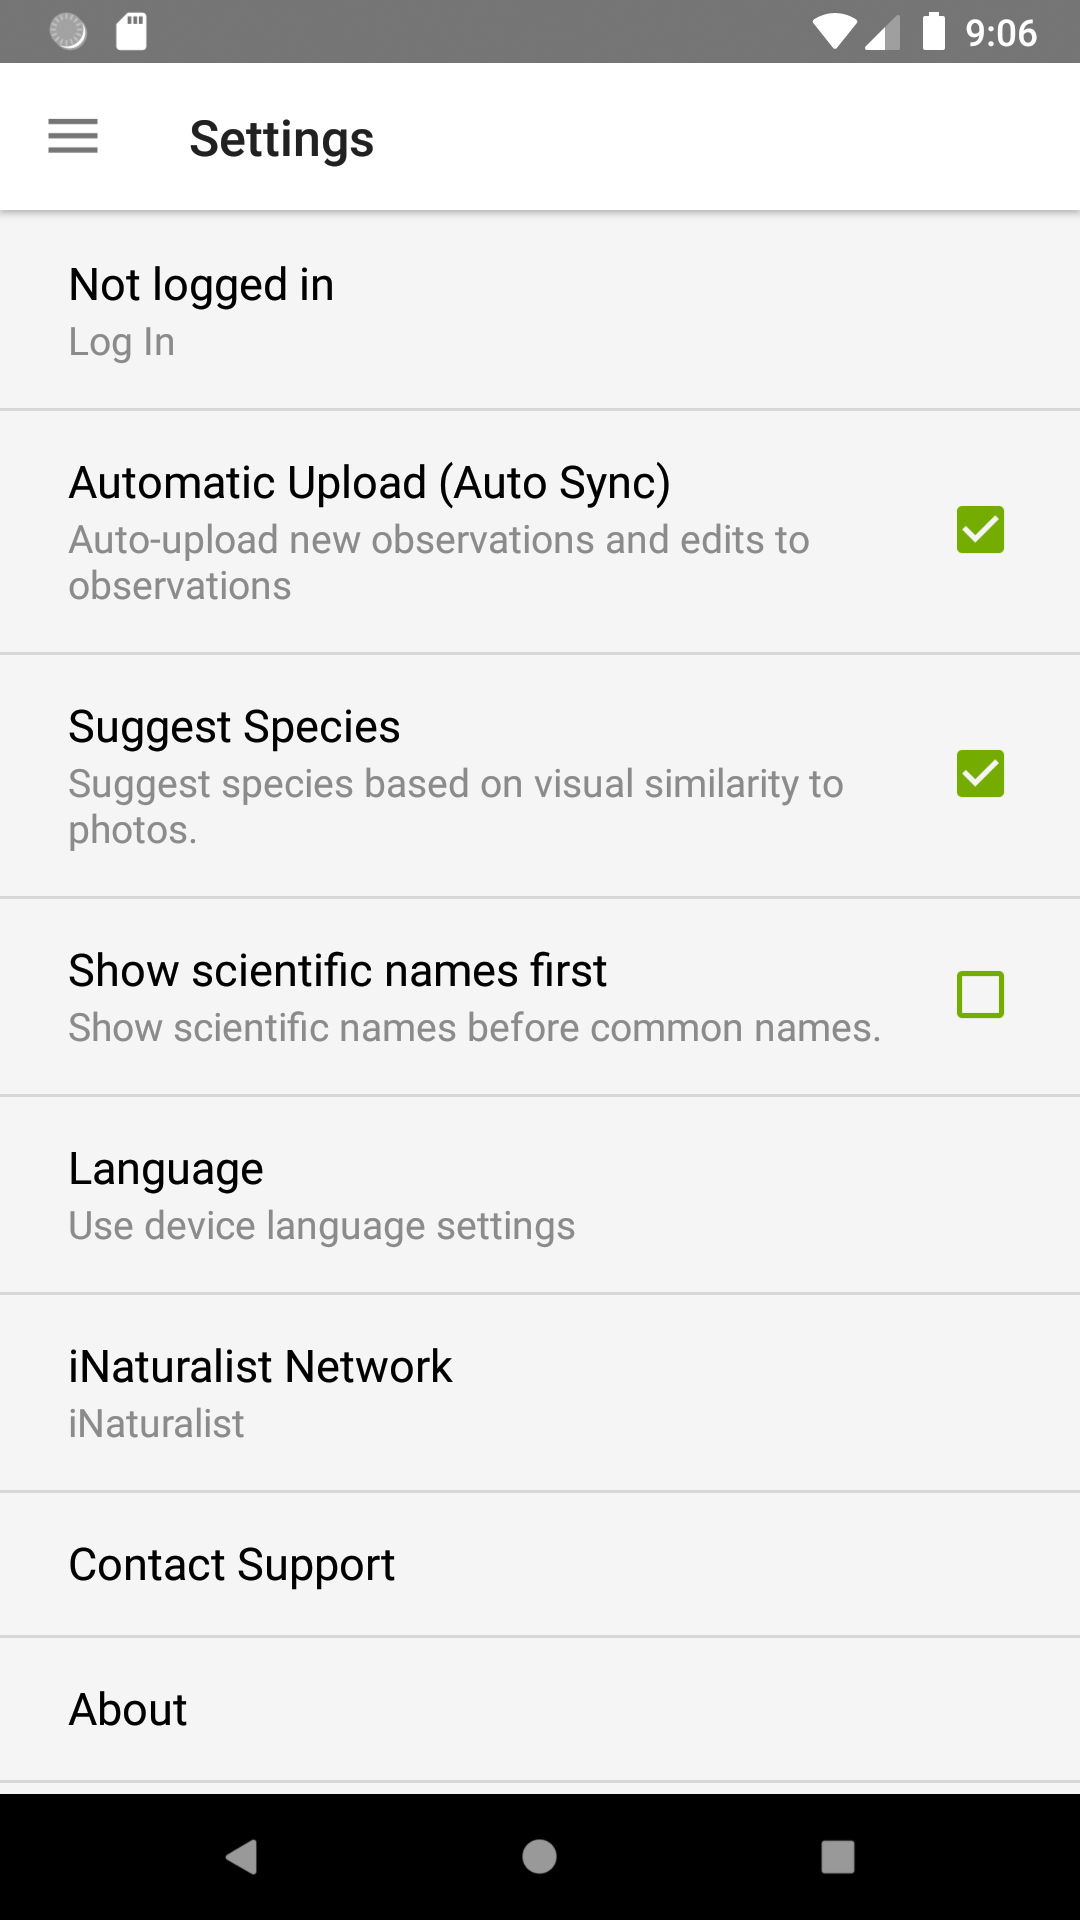 9:06
Settings
Not logged in
Log In
Automatic Upload (Auto Sync)
Auto-upload new observations and edits to
observations
Suggest Species
Suggest species based on visual similarity to
photos.
Show scientific names first
Show scientific names before common names.
Language
Use device language settings
iNaturalist Network
iNaturalist
Contact Support
About